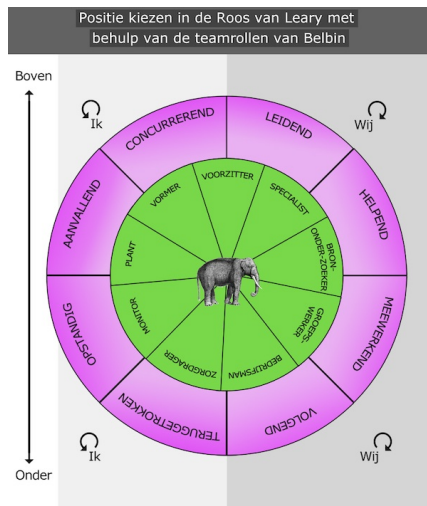 Positie kiezen in de Roos van Leary met
behulp van de teamrollen van Belbin
Boven
Ik
Wij
CONCURREREND
LEIDEND
AANVALLEND
HELPEND
OPSTANDIG
MEEWERKEND
TERUGGETROKKEN
VOLGEND
VORMER
VOORZITTER
SPECIALIST
PLANT
BRON-
ONDER-ZOEKER
MONITOR
GROEPS-
WERKER
ZORGDRAGER
BEDRIJFSMAN
Ik
Wij
Onder